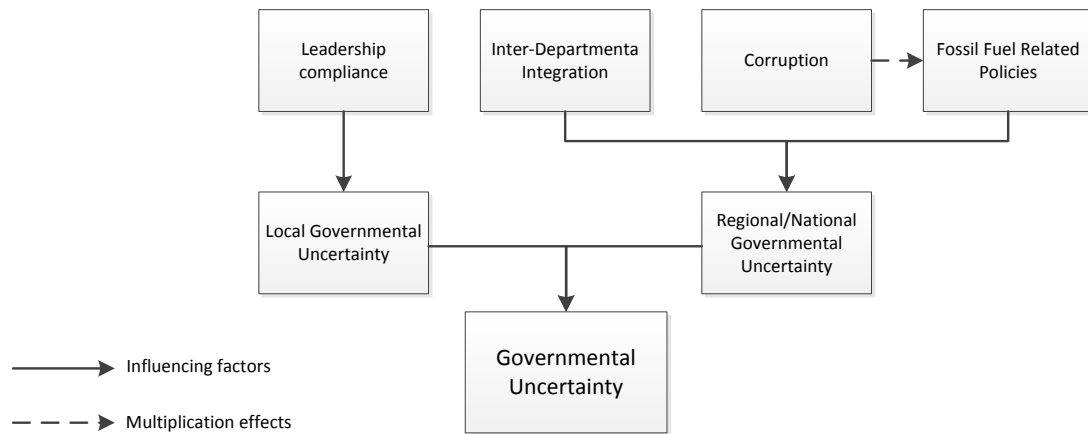 Leadership
compliance
Inter-Departmenta
Integration
Corruption
Fossil Fuel Related
Policies
Local Governmental
Uncertainty
Regional/National
Governmental
Uncertainty
Governmental
Uncertainty
Influencing factors
Multiplication effects